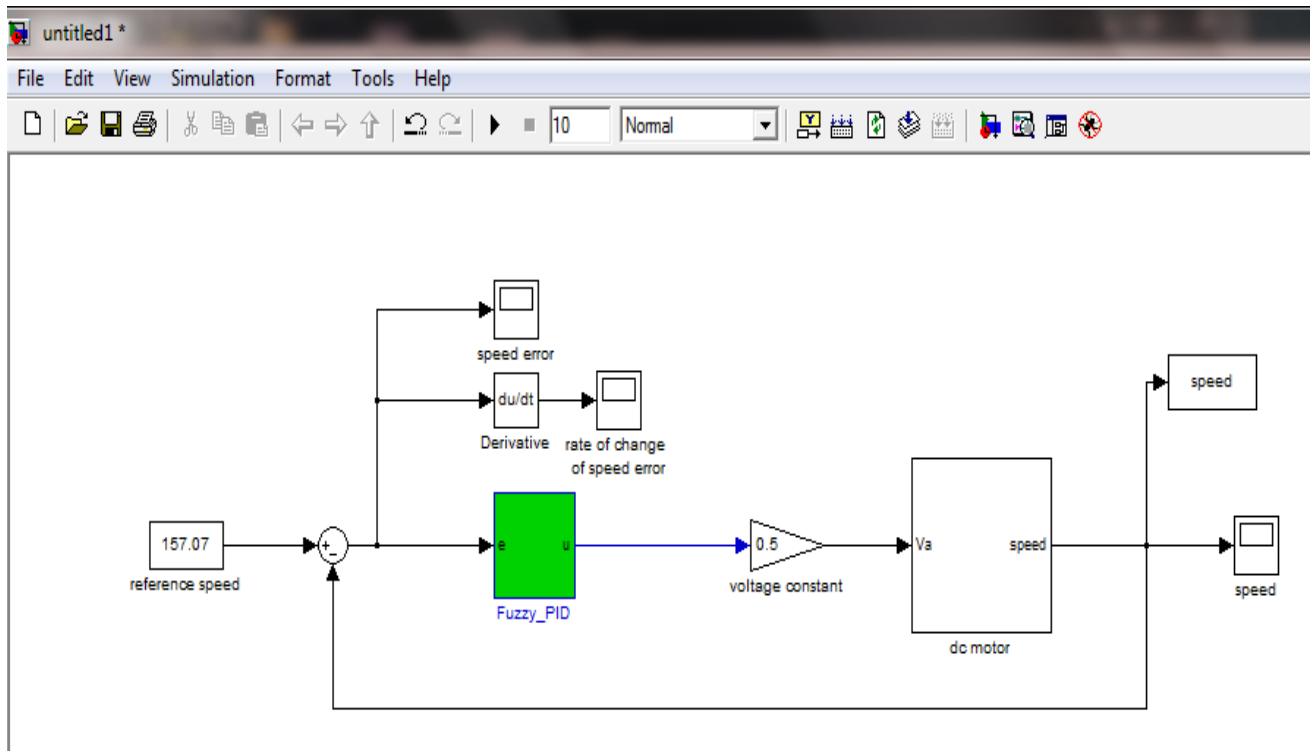 untitled1 *
File Edit View Simulation Format Tools Help
10 Normal
speed error
du/dt
Derivative
rate of change
of speed error
speed
157.07
reference speed
+
-
e u
Fuzzy_PID
0.5
voltage constant
Va speed
dc motor
speed